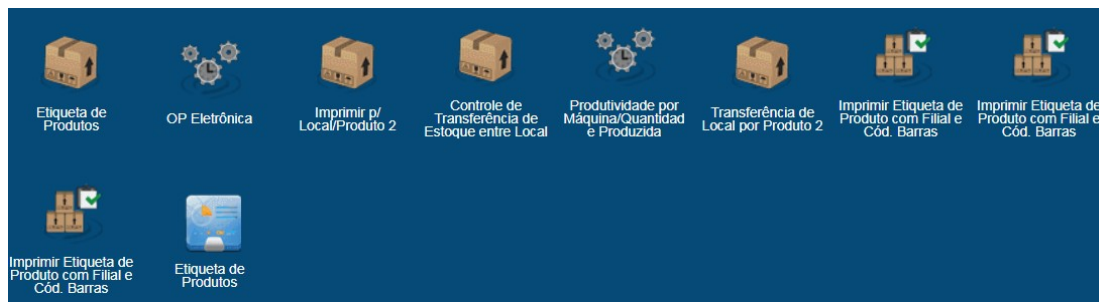 Etiqueta de
Produtos
OP Eletrônica
Imprimir p/
Local/Produto 2
Controle de
Transferência de
Estoque entre Local
Produtividade por
Máquina/Quantidad
e Produzida
Transferência de
Local por Produto 2
Imprimir Etiqueta de
Produto com Filial e
Cód. Barras
Imprimir Etiqueta de
Produto com Filial e
Cód. Barras
Imprimir Etiqueta de
Produto com Filial e
Cód. Barras
Etiqueta de
Produtos